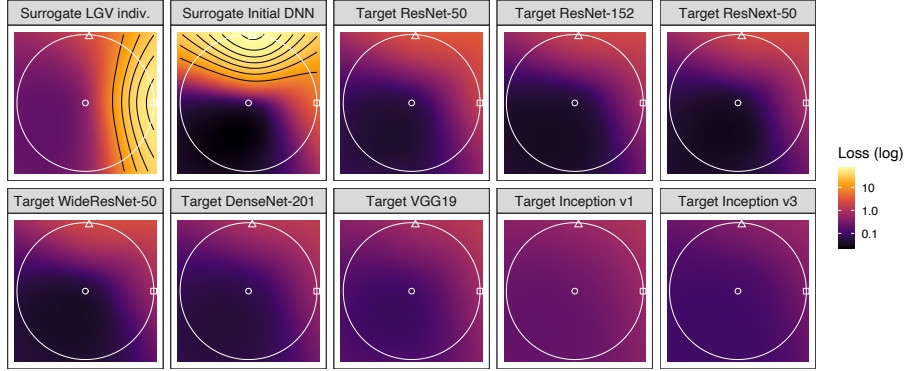 Surrogate LGV indiv.
Surrogate Initial DNN
Target ResNet-50
Target ResNet-152
Target ResNext-50
Target WideResNet-50
Target DenseNet-201
Target VGG19
Target Inception v1
Target Inception v3
Loss (log)
10
1.0
0.1